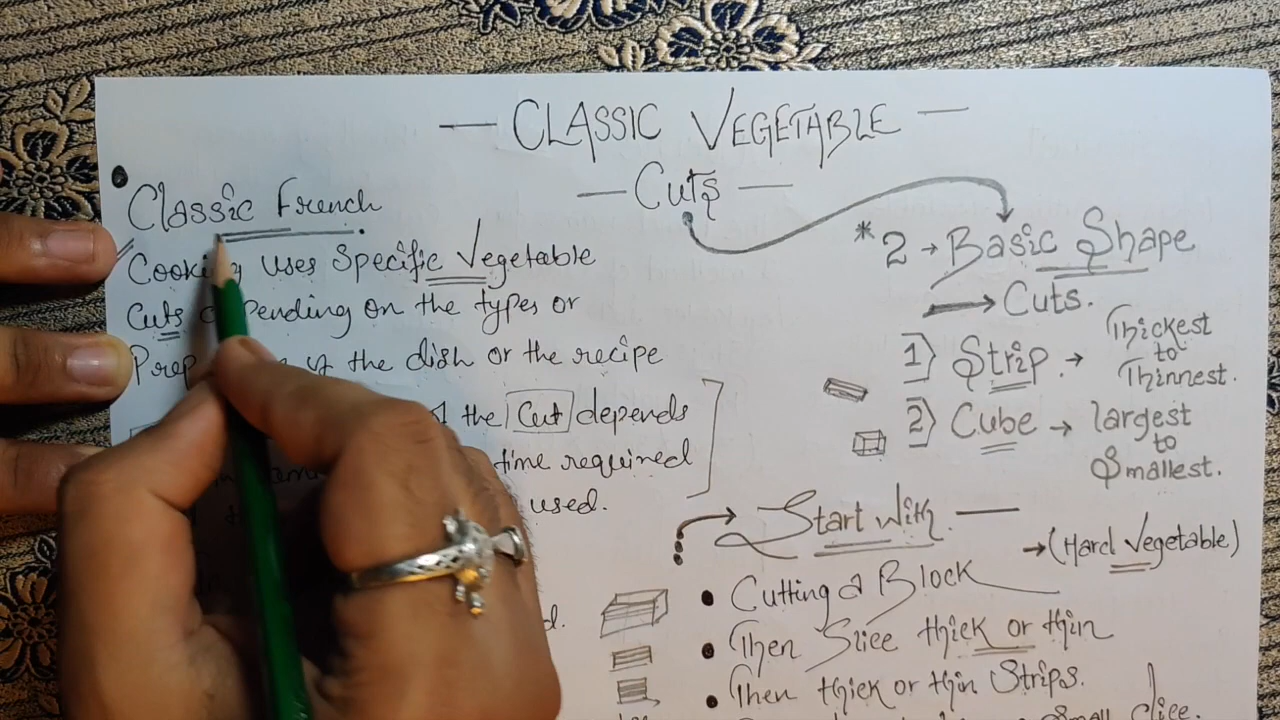 — CLASSIC VEGETABLE —
— Cuts —
Classic French
Cooking uses Specific Vegetable
Cuts depending on the types or
Prep of the dish or the recipe
the Cut depends
time required
used.
d.
* 2 → Basic Shape
→ Cuts.
1) Strip. → Thickest
to
Thinnest.
2) Cube → largest
to
Smallest.
Start With —
→ (Hard Vegetable)
• Cutting a Block
• Then Slice thick or thin
• Then thick or thin Strips.
Small dice.